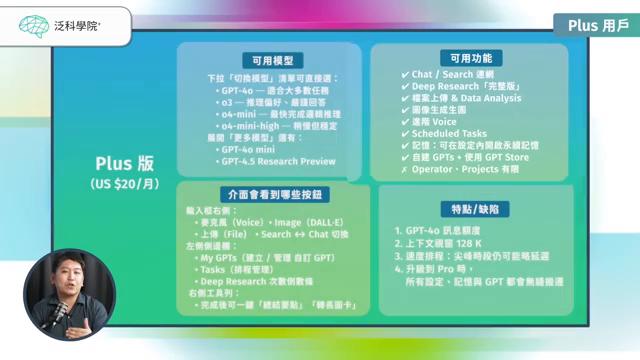 泛科學院+
Plus 用戶
Plus 版
(US $20/月)
可用模型
下拉「切換模型」清單可直接選：
• GPT-4o — 適合大多數任務
• o3 — 推理偏好、嚴謹回答
• o4-mini — 最快完成邏輯推理
• o4-mini-high — 稍慢但穩定
展開「更多模型」還有：
• GPT-4o mini
• GPT-4.5 Research Preview
可用功能
✓ Chat / Search 連網
✓ Deep Research「完整版」
✓ 檔案上傳 & Data Analysis
✓ 圖像生成生圖
✓ 進階 Voice
✓ Scheduled Tasks
✓ 記憶：可在設定內開啟永續記憶
✓ 自建 GPTs + 使用 GPT Store
✗ Operator、Projects 有限
介面會看到哪些按鈕
輸入框右側：
• 麥克風（Voice）• Image（DALL·E）
• 上傳（File） • Search ↔ Chat 切換
左側側邊欄：
• My GPTs（建立 / 管理 自訂 GPT）
• Tasks（排程管理）
• Deep Research 次數倒數條
右側工具列：
• 完成後可一鍵「總結要點」「轉長圖卡」
特點/缺陷
1. GPT-4o 訊息額度
2. 上下文視窗 128 K
3. 速度排程：尖峰時段仍可能略延遲
4. 升級到 Pro 時，
所有設定、記憶與 GPT 都會無縫搬遷